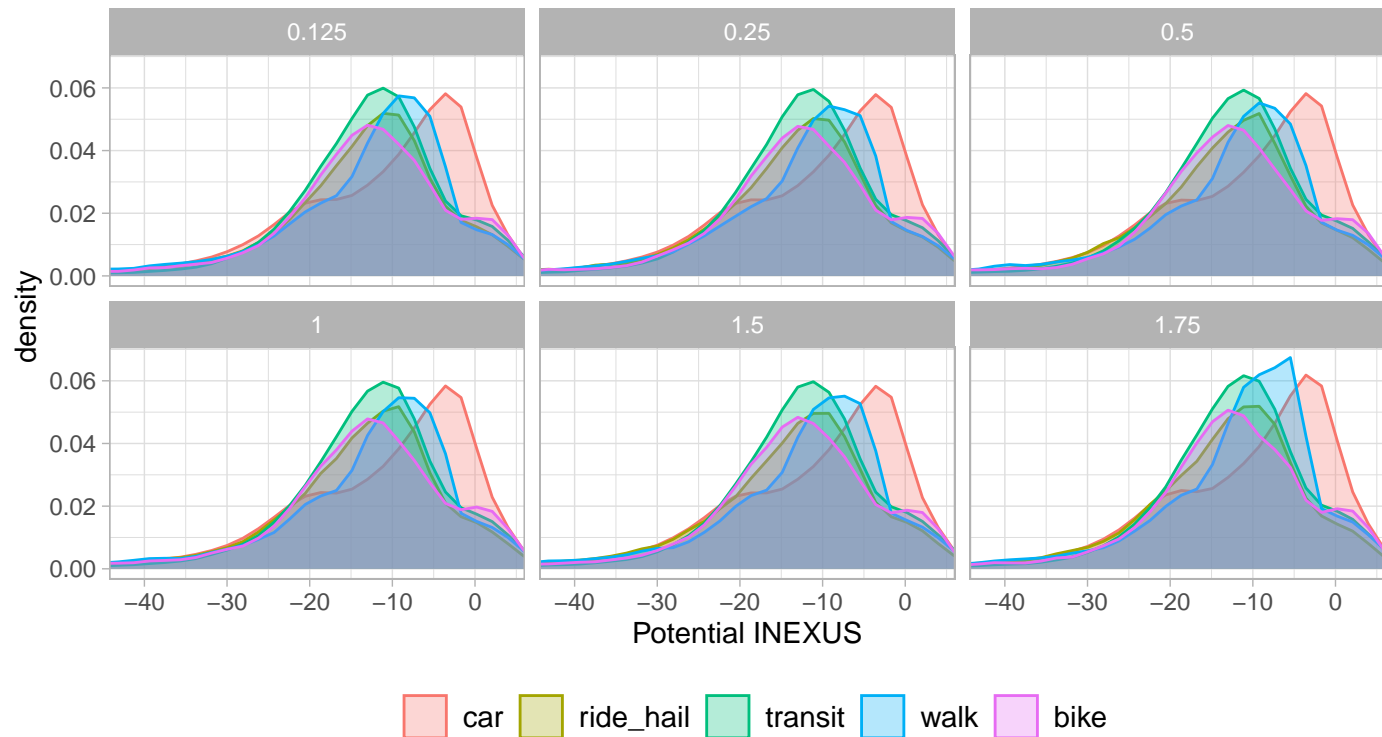 0.125 0.25 0.5
0.06
0.04
0.02
0.00
−40 −30 −20 −10 0 −40 −30 −20 −10 0 −40 −30 −20 −10 0
1 1.5 1.75
0.06
0.04
0.02
0.00
density
Potential INEXUS
car ride_hail transit walk bike